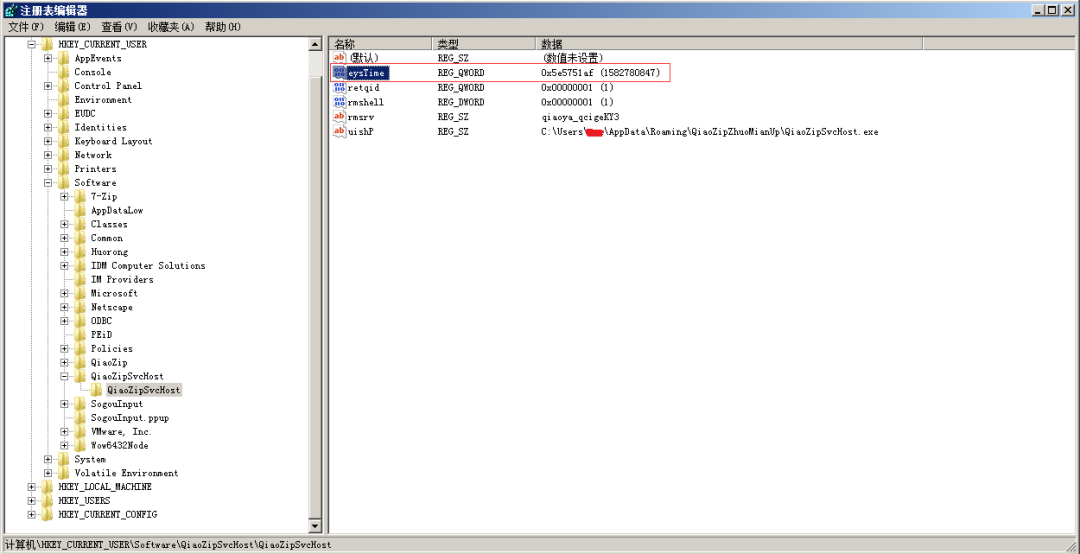 注册表编辑器
文件(F) 编辑(E) 查看(V) 收藏夹(A) 帮助(H)
HKEY_CURRENT_USER
AppEvents
Console
Control Panel
Environment
EUDC
Identities
Keyboard Layout
Network
Printers
Software
7-Zip
AppDataLow
Classes
Common
Huorong
IDM Computer Solutions
IM Providers
Microsoft
Netscape
ODBC
PEiD
Policies
QiaoZip
QiaoZipSvcHost
QiaoZipSvcHost
SogouInput
SogouInput.ppup
VMware, Inc.
Wow6432Node
System
Volatile Environment
HKEY_LOCAL_MACHINE
HKEY_USERS
HKEY_CURRENT_CONFIG
名称 类型 数据
(默认) REG_SZ (数值未设置)
eysTime REG_QWORD 0x5e5751af (1582780847)
retqid REG_QWORD 0x00000001 (1)
rmshell REG_DWORD 0x00000001 (1)
rmsrv REG_SZ qiaoya_qcigeKY3
uishP REG_SZ C:\Users\ \AppData\Roaming\QiaoZipZhuoMianUp\QiaoZipSvcHost.exe
计算机\HKEY_CURRENT_USER\Software\QiaoZipSvcHost\QiaoZipSvcHost